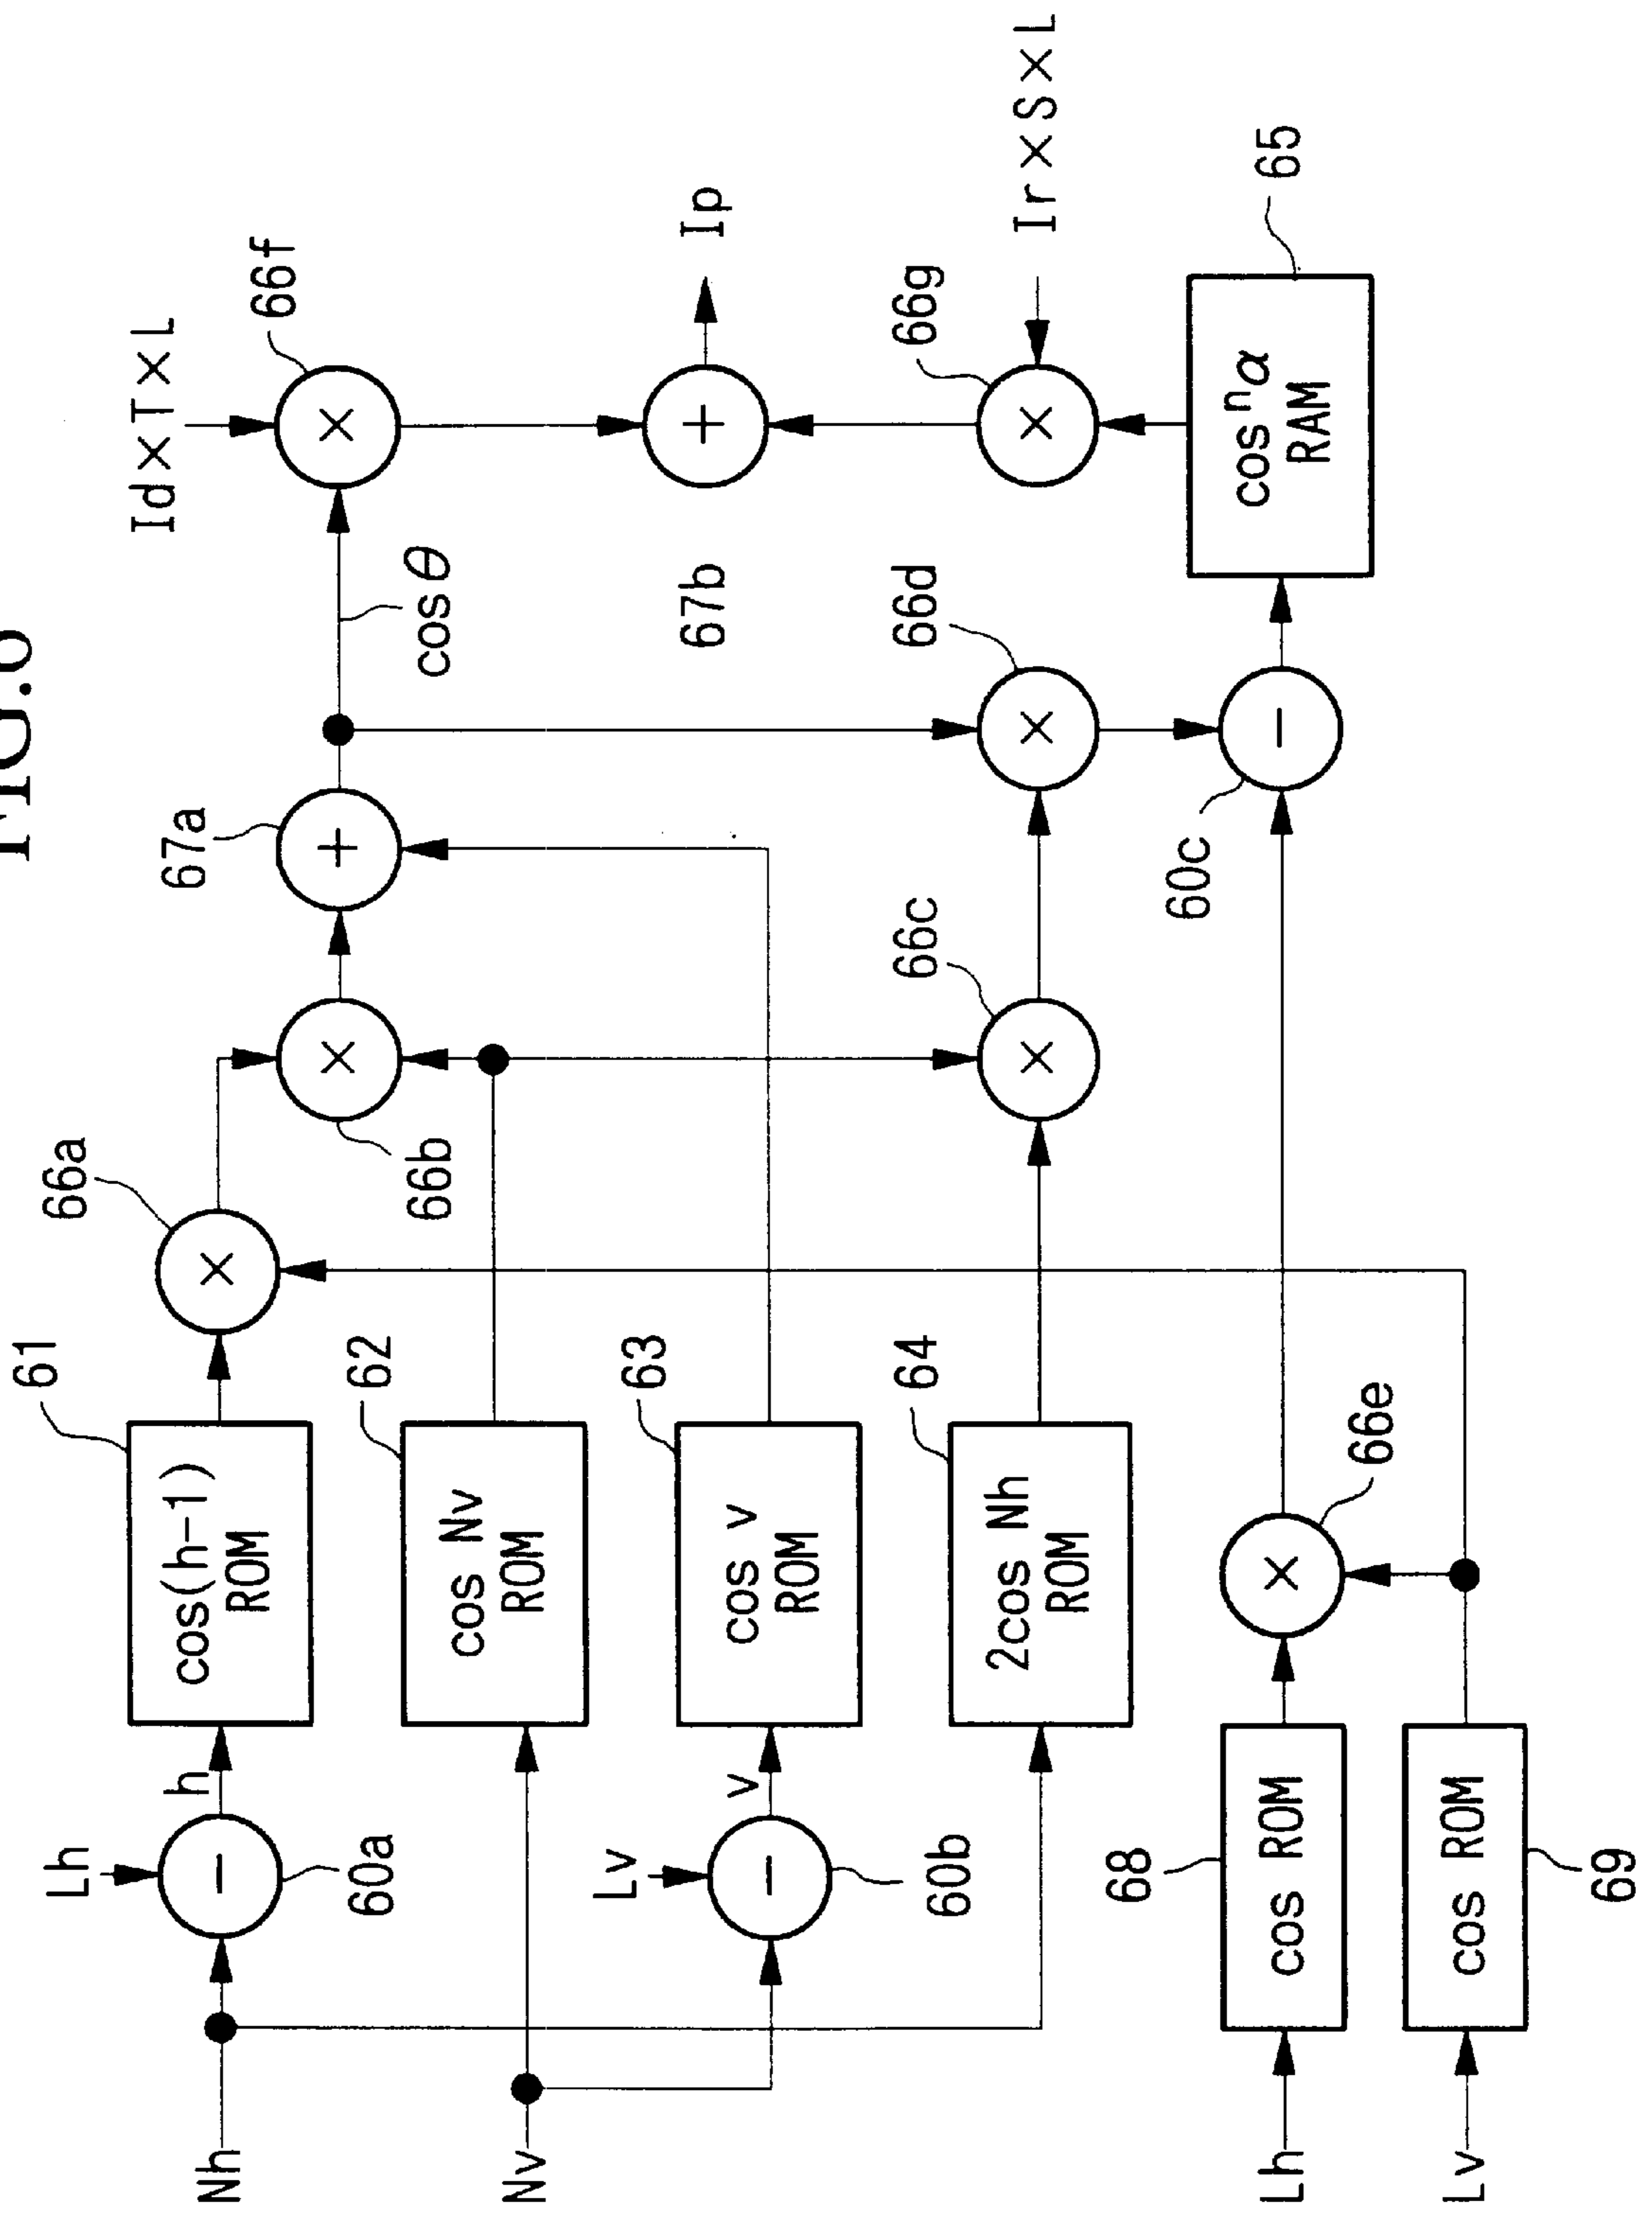 FIG.
61
66a
Id×T×L
Lh
67a
66f
h
cos(h-1)
ROM
Nh
60a
62
66b
cosθ
cos Nv
ROM
Nv
Lv
63
67b
Ip
v
cos v
ROM
60b
64
66c
66d
66g
2cos Nh
ROM
Ir×S×L
68
60c
65
cosⁿα
RAM
Lh
cos ROM
66e
Lv
cos ROM
69